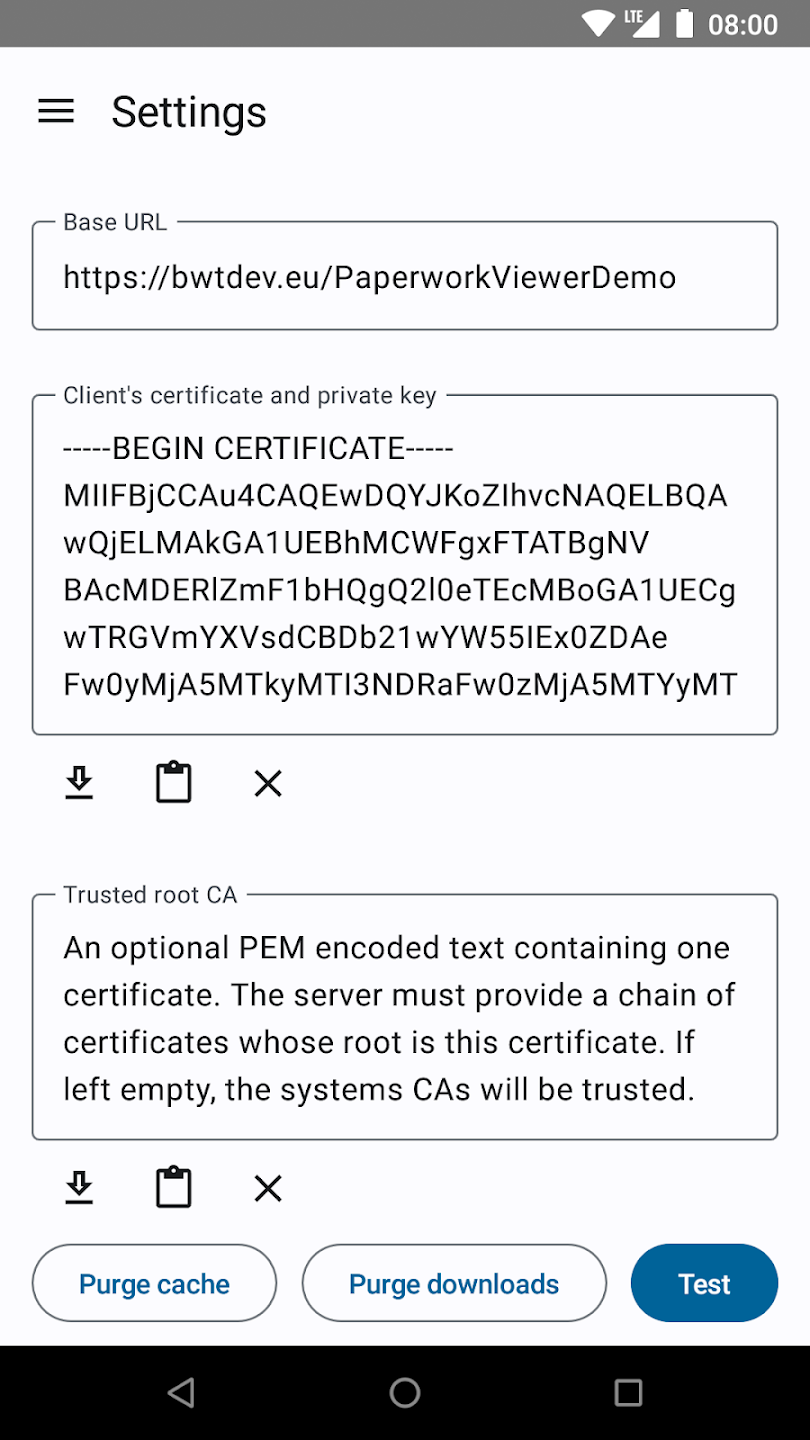 LTE 08:00
Settings
Base URL
https://bwtdev.eu/PaperworkViewerDemo
Client's certificate and private key
-----BEGIN CERTIFICATE-----
MIIFBjCCAu4CAQEwDQYJKoZIhvcNAQELBQA
wQjELMAkGA1UEBhMCWFgxFTATBgNV
BAcMDERlZmF1bHQgQ2l0eTEcMBoGA1UECg
wTRGVmYXVsdCBDb21wYW55IEx0ZDAe
Fw0yMjA5MTkyMTI3NDRaFw0zMjA5MTYyMT
Trusted root CA
An optional PEM encoded text containing one
certificate. The server must provide a chain of
certificates whose root is this certificate. If
left empty, the systems CAs will be trusted.
Purge cache Purge downloads Test